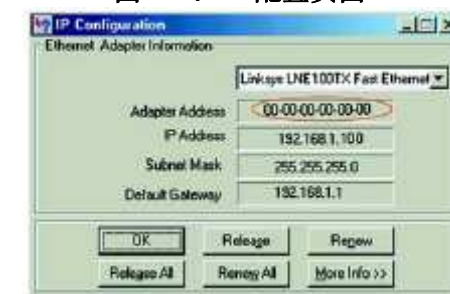 IP Configuration
Ethernet Adapter Information
Linksys LNE100TX Fast Ethernet
Adapter Address 00-00-00-00-00-00
IP Address 192.168.1.100
Subnet Mask 255.255.255.0
Default Gateway 192.168.1.1
OK Release Renew
Release All Renew All More Info >>